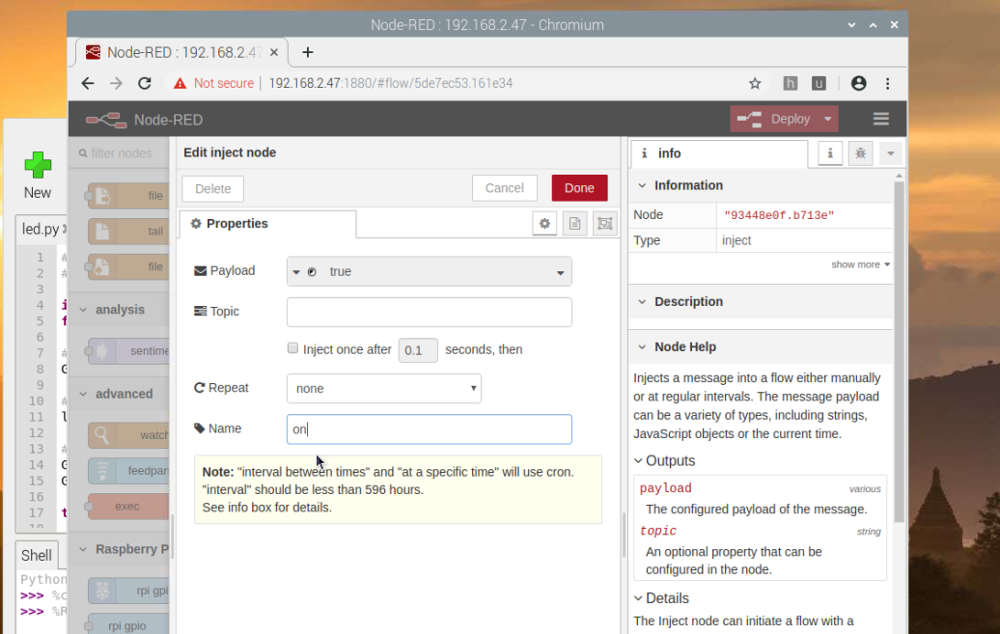 Node-RED : 192.168.2.47 - Chromium
Node-RED : 192.168.2.47
Not secure 192.168.2.47:1880/#flow/5de7ec53.161e34
h u
Node-RED
Deploy
filter nodes
file
tail
file
analysis
sentime
advanced
watch
feedpar
exec
Raspberry P
rpi gpi
rpi gpio
New
led.py
1 #
2 #
3
4 i
5 f
6
7 #
8 G
9
10 #
11 l
12
13 #
14 G
15 G
16
17 t
18
Shell
Python
>>> %c
>>> %R
Edit inject node
Delete
Cancel
Done
Properties
Payload
true
Topic
Inject once after 0.1 seconds, then
Repeat
none
Name
on
Note: "interval between times" and "at a specific time" will use cron.
"interval" should be less than 596 hours.
See info box for details.
i info
i
Information
Node "93448e0f.b713e"
Type inject
show more
Description
Node Help
Injects a message into a flow either manually
or at regular intervals. The message payload
can be a variety of types, including strings,
JavaScript objects or the current time.
Outputs
payload various
The configured payload of the message.
topic string
An optional property that can be
configured in the node.
Details
The Inject node can initiate a flow with a